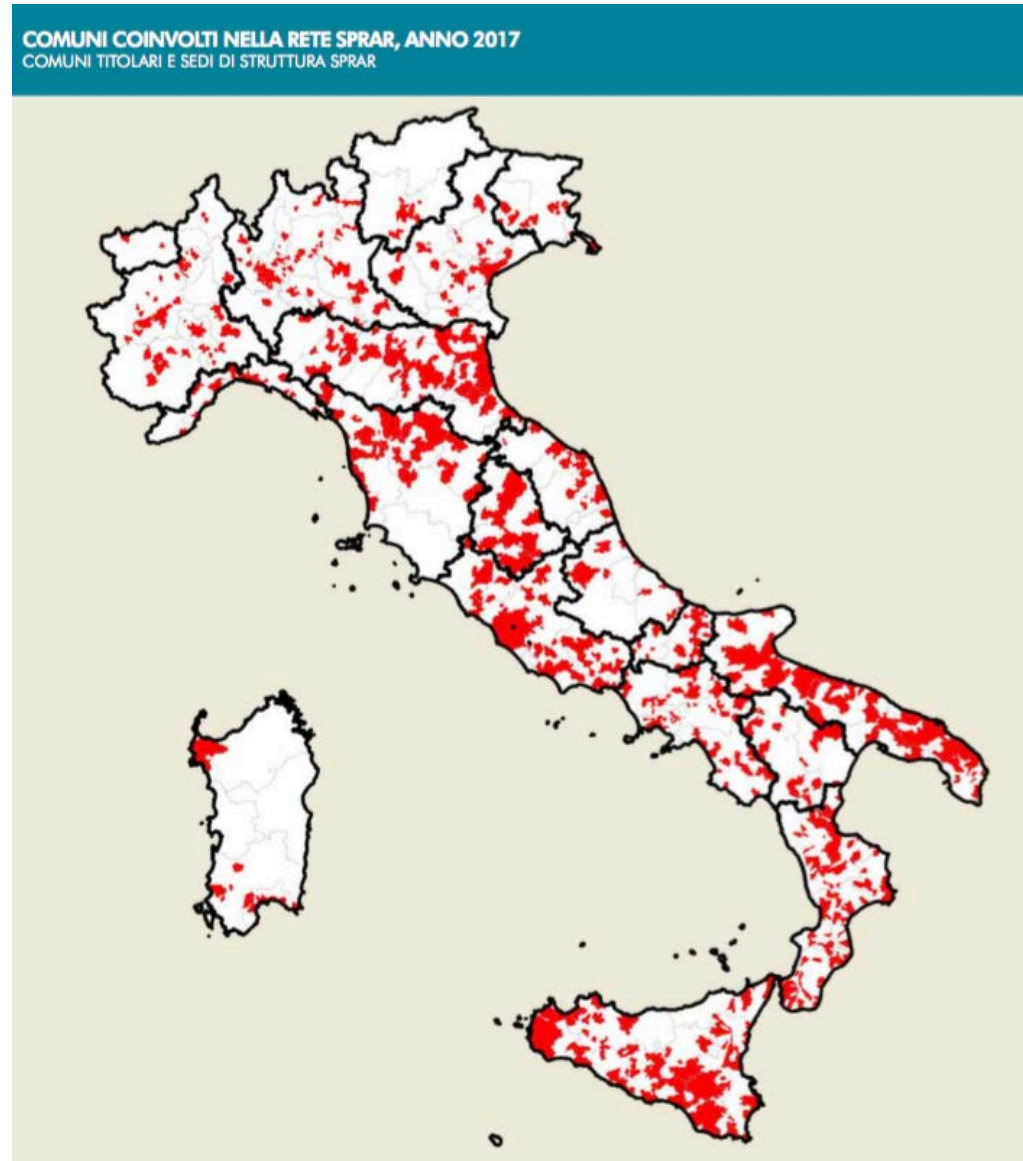 COMUNI COINVOLTI NELLA RETE SPRAR, ANNO 2017
COMUNI TITOLARI E SEDI DI STRUTTURA SPRAR